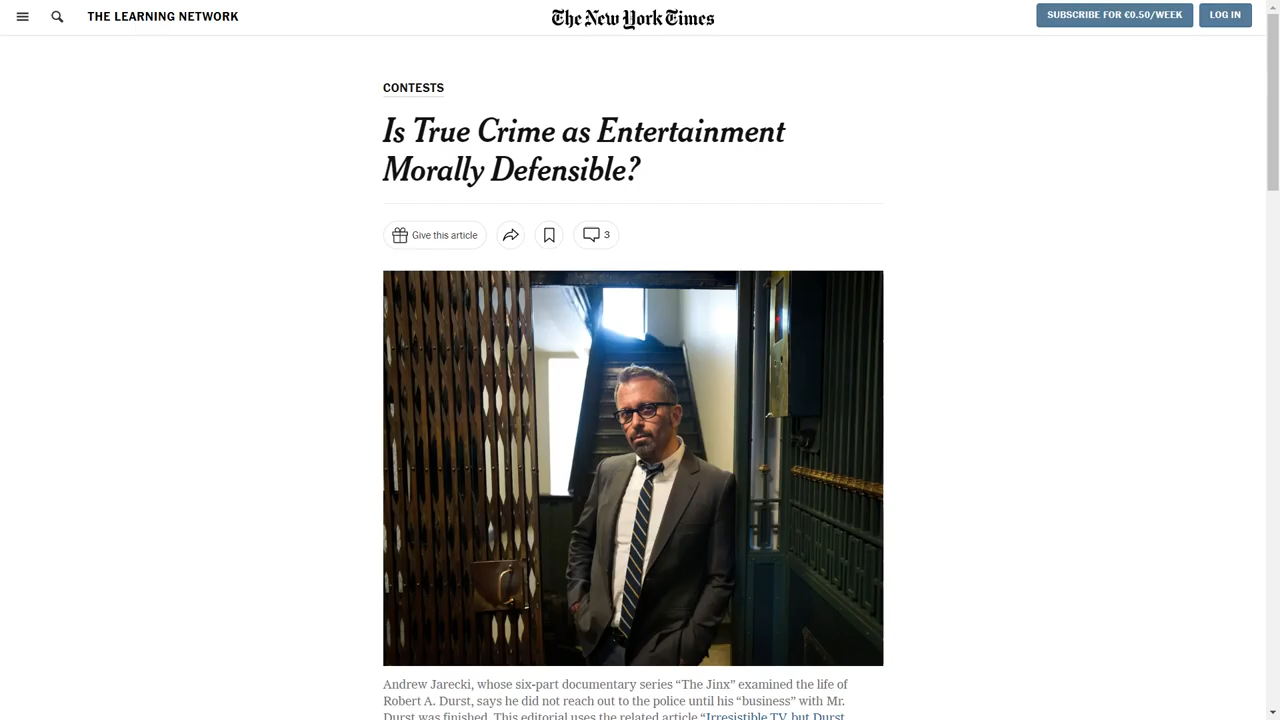 THE LEARNING NETWORK
The New York Times
SUBSCRIBE FOR €0.50/WEEK
LOG IN
CONTESTS
Is True Crime as Entertainment
Morally Defensible?
Give this article
3
Andrew Jarecki, whose six-part documentary series “The Jinx” examined the life of
Robert A. Durst, says he did not reach out to the police until his “business” with Mr.
Durst was finished. This editorial uses the related article “Irresistible TV, but Durst